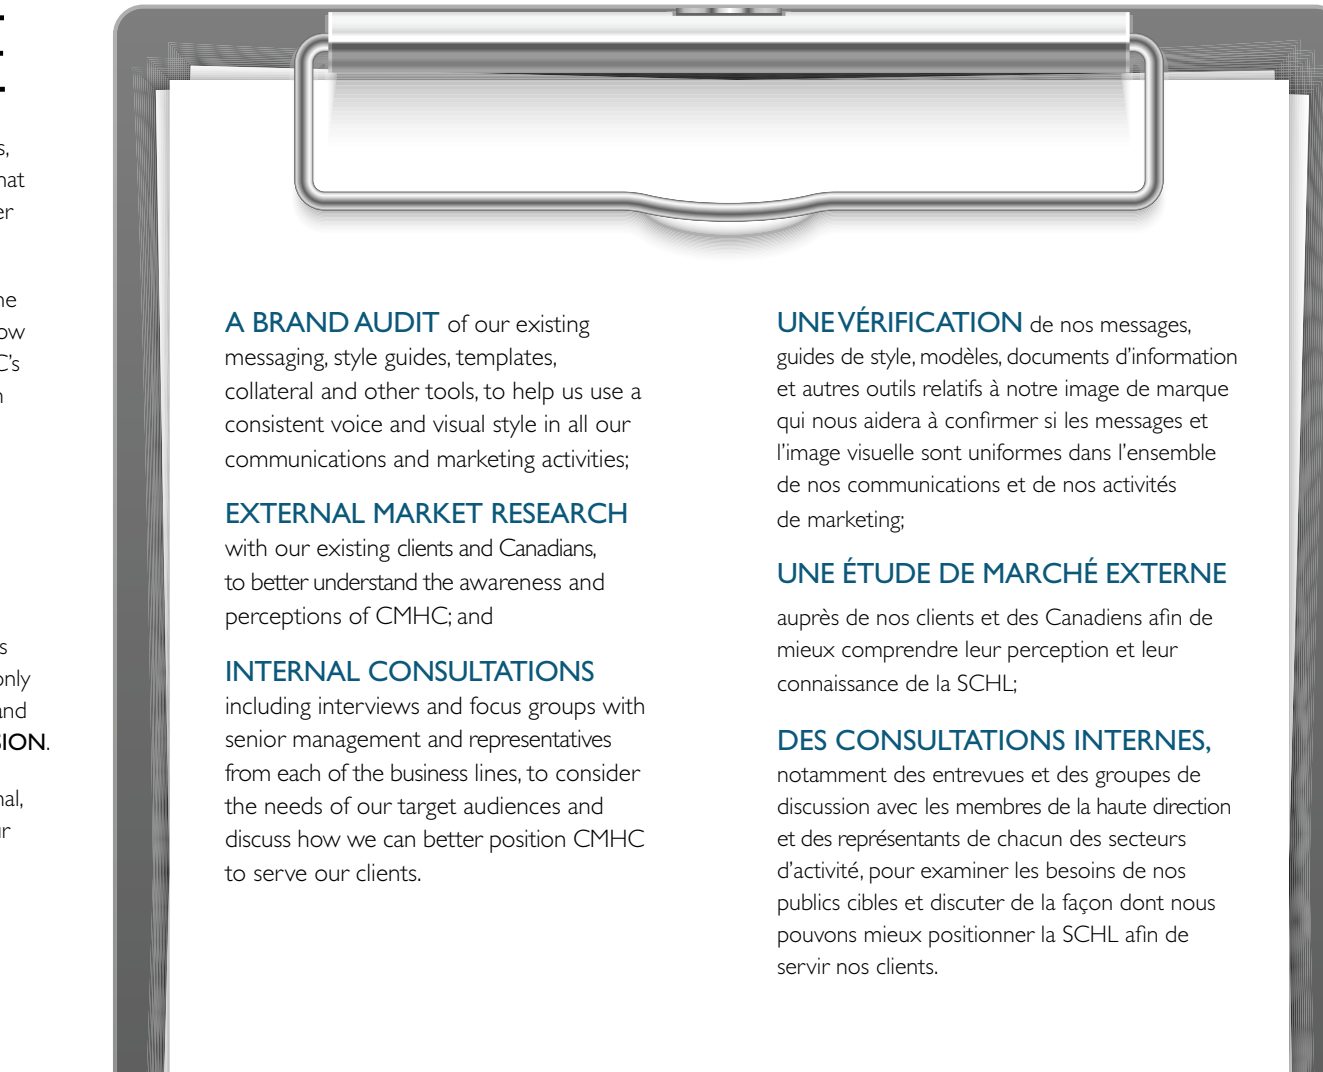 A BRAND AUDIT of our existing
messaging, style guides, templates,
collateral and other tools, to help us use a
consistent voice and visual style in all our
communications and marketing activities;
EXTERNAL MARKET RESEARCH
with our existing clients and Canadians,
to better understand the awareness and
perceptions of CMHC; and
INTERNAL CONSULTATIONS
including interviews and focus groups with
senior management and representatives
from each of the business lines, to consider
the needs of our target audiences and
discuss how we can better position CMHC
to serve our clients.
UNE VÉRIFICATION de nos messages,
guides de style, modèles, documents d'information
et autres outils relatifs à notre image de marque
qui nous aidera à confirmer si les messages et
l'image visuelle sont uniformes dans l'ensemble
de nos communications et de nos activités
de marketing;
UNE ÉTUDE DE MARCHÉ EXTERNE
auprès de nos clients et des Canadiens afin de
mieux comprendre leur perception et leur
connaissance de la SCHL;
DES CONSULTATIONS INTERNES,
notamment des entrevues et des groupes de
discussion avec les membres de la haute direction
et des représentants de chacun des secteurs
d'activité, pour examiner les besoins de nos
publics cibles et discuter de la façon dont nous
pouvons mieux positionner la SCHL afin de
servir nos clients.